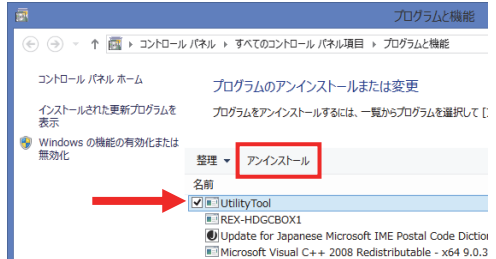 プログラムと機能
コントロール パネル ▸ すべてのコントロール パネル項目 ▸ プログラムと機能
コントロール パネル ホーム
インストールされた更新プログラムを
表示
Windows の機能の有効化または
無効化
プログラムのアンインストールまたは変更
プログラムをアンインストールするには、一覧からプログラムを選択して [
整理 ▼ アンインストール
名前
UtilityTool
REX-HDGCBOX1
Update for Japanese Microsoft IME Postal Code Diction
Microsoft Visual C++ 2008 Redistributable - x64 9.0.3